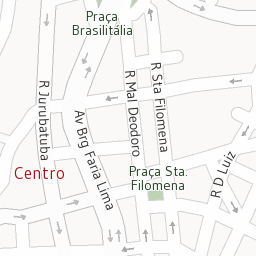 Praça
Brasilitália
R Jurubatuba
Av Brg Faria Lima
R Mal Deodoro
R Sta Filomena
Centro
Praça Sta.
Filomena
R D Luiz